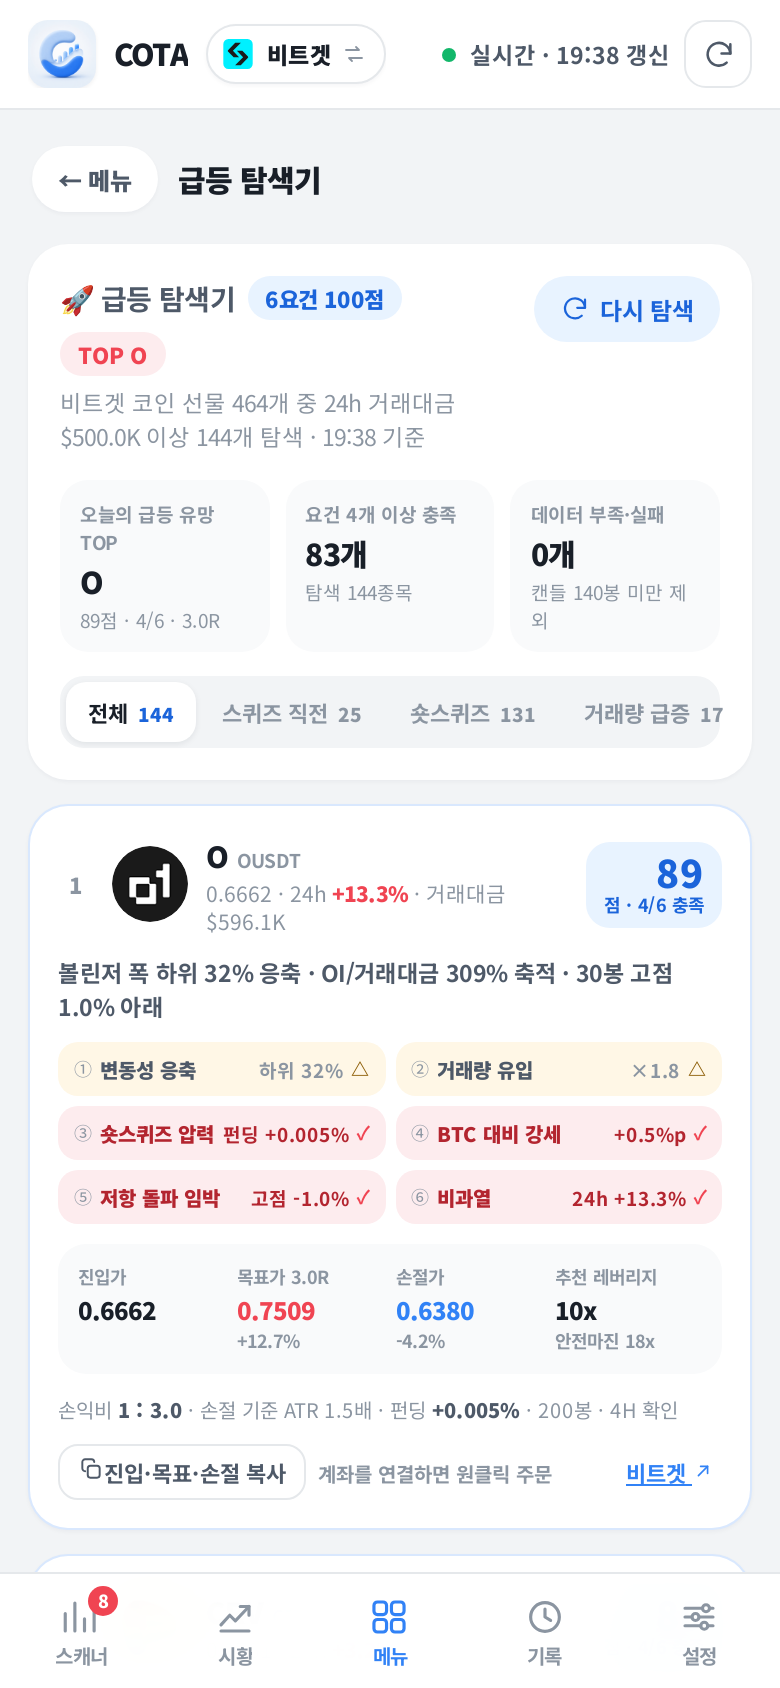 COTA 비트겟 ⇌ 실시간 · 19:38 갱신
← 메뉴 급등 탐색기
🚀 급등 탐색기 6요건 100점 다시 탐색
TOP O
비트겟 코인 선물 464개 중 24h 거래대금
$500.0K 이상 144개 탐색 · 19:38 기준
오늘의 급등 유망 TOP
O
89점 · 4/6 · 3.0R
요건 4개 이상 충족
83개
탐색 144종목
데이터 부족·실패
0개
캔들 140봉 미만 제
외
전체 144 스퀴즈 직전 25 숏스퀴즈 131 거래량 급증 17
1 O OUSDT
0.6662 · 24h +13.3% · 거래대금
$596.1K
89
점 · 4/6 충족
볼린저 폭 하위 32% 응축 · OI/거래대금 309% 축적 · 30봉 고점
1.0% 아래
① 변동성 응축 하위 32% △ ② 거래량 유입 ×1.8 △
③ 숏스퀴즈 압력 펀딩 +0.005% ✓ ④ BTC 대비 강세 +0.5%p ✓
⑤ 저항 돌파 임박 고점 -1.0% ✓ ⑥ 비과열 24h +13.3% ✓
진입가 목표가 3.0R 손절가 추천 레버리지
0.6662 0.7509 0.6380 10x
+12.7% -4.2% 안전마진 18x
손익비 1 : 3.0 · 손절 기준 ATR 1.5배 · 펀딩 +0.005% · 200봉 · 4H 확인
진입·목표·손절 복사 계좌를 연결하면 원클릭 주문 비트겟 ↗
8
스캐너 시황 메뉴 기록 설정